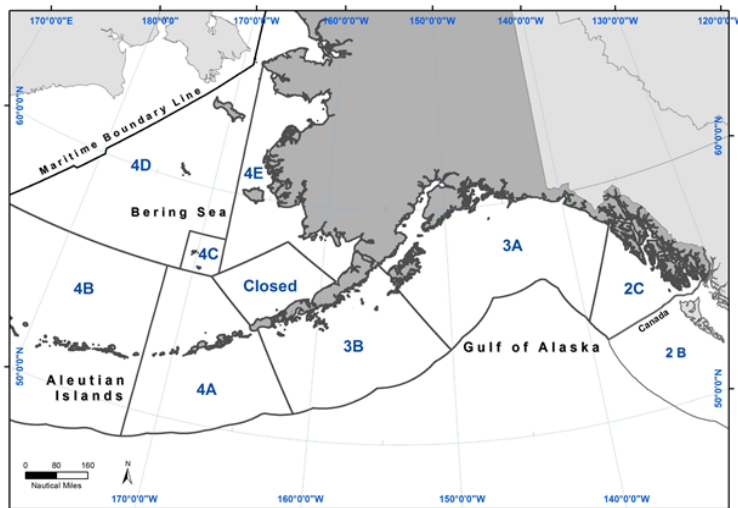 170°0'0"E
180°0'0"
170°0'0"W
160°0'0"W
150°0'0"W
140°0'0"W
130°0'0"W
120°0'0"W
60°0'0"N
60°0'0"N
Maritime Boundary Line
4D
4E
Bering Sea
4C
3A
4B
Closed
2C
Canada
3B
Gulf of Alaska
2 B
50°0'0"N
50°0'0"N
Aleutian
Islands
4A
0 80 160
Nautical Miles
N
170°0'0"W
160°0'0"W
150°0'0"W
140°0'0"W